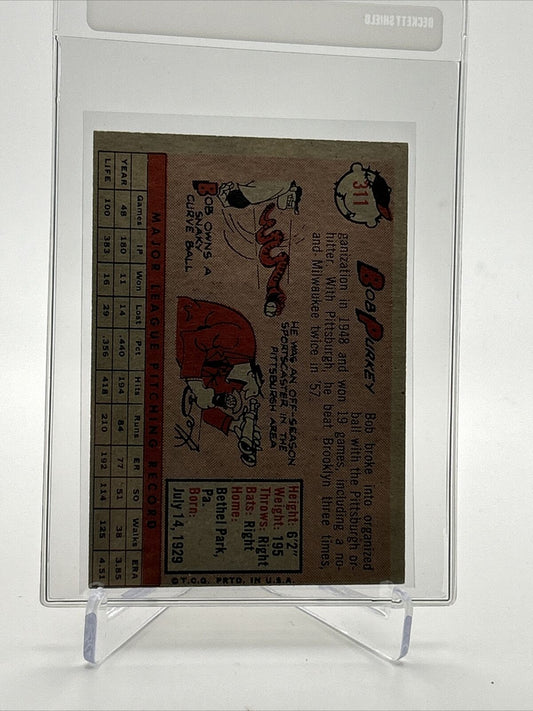 BECKETT SHIELD
311
BOB PURKEY
Bob broke into organized
ball with the Pittsburgh or-
ganization in 1948 and won 19 games, including a no-
hitter. With Pittsburgh, he beat Brooklyn three times,
and Milwaukee twice in '57.
BOB OWNS A
SNAKY
CURVE BALL
HE WAS AN OFF-SEASON
SPORTSCASTER IN THE
PITTSBURGH AREA
Height: 6'2"
Weight: 195
Throws: Right
Bats: Right
Home:
Bethel Park,
Pa.
Born:
July 14, 1929
MAJOR LEAGUE PITCHING RECORD
Games IP Won Lost Pct Hits Runs ER SO Walks ERA
YEAR 48 180 11 14 .440 194 84 77 51 38 3.85
LIFE 100 383 16 29 .356 418 210 192 114 125 4.51
©T.C.G. PRTD. IN U.S.A.